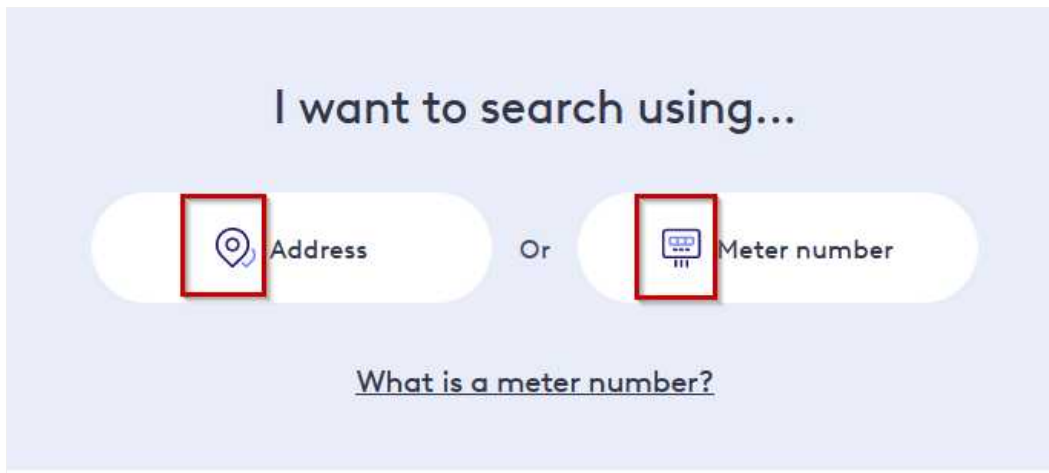 I want to search using...
Address Or Meter number
What is a meter number?